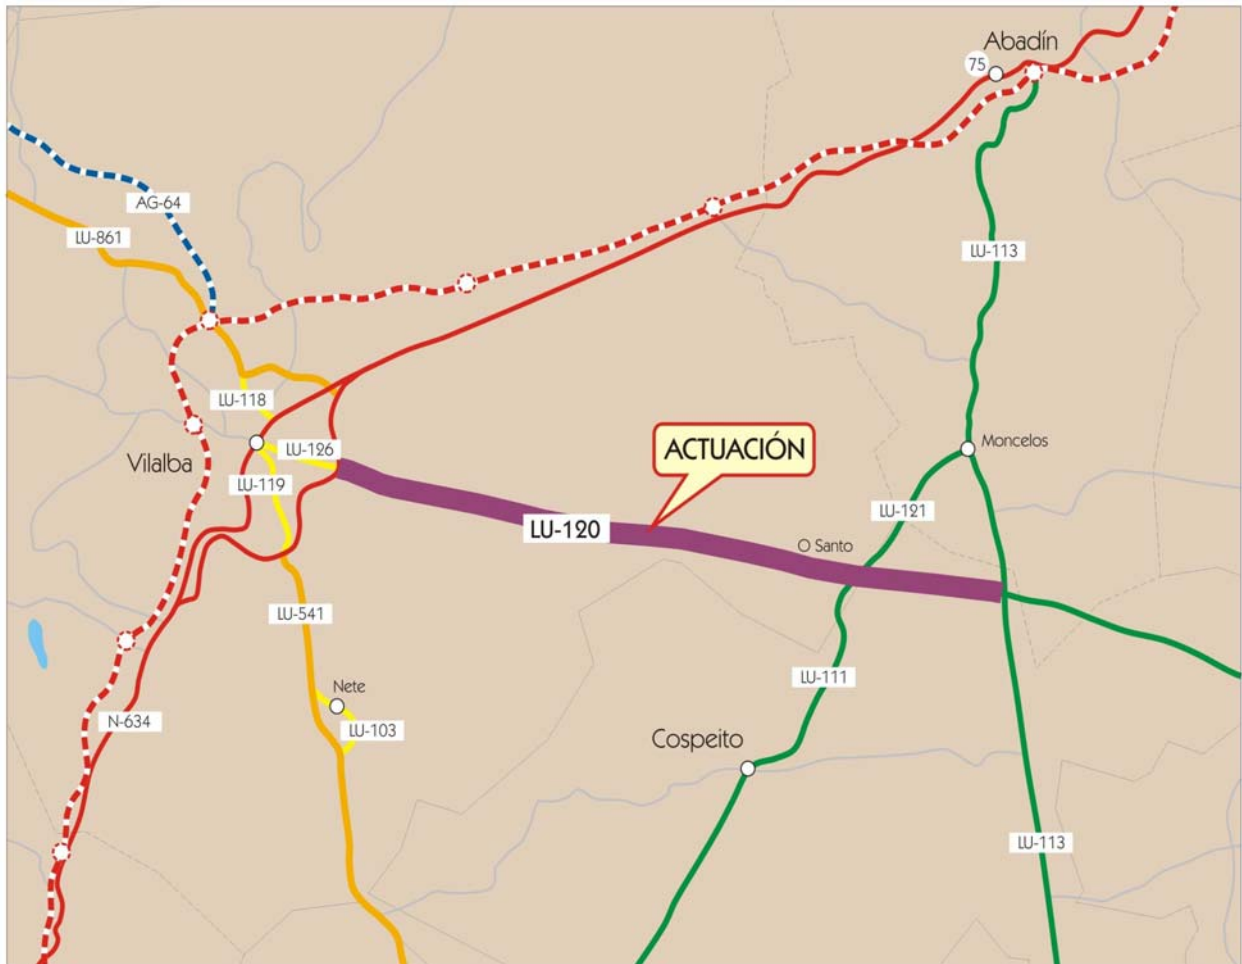 Abadín
75
AG-64
LU-861
LU-113
LU-118
ACTUACIÓN
Moncelos
LU-126
Vilalba
LU-119
LU-121
LU-120
O Santo
LU-541
LU-111
Nete
N-634
LU-103
Cospeito
LU-113